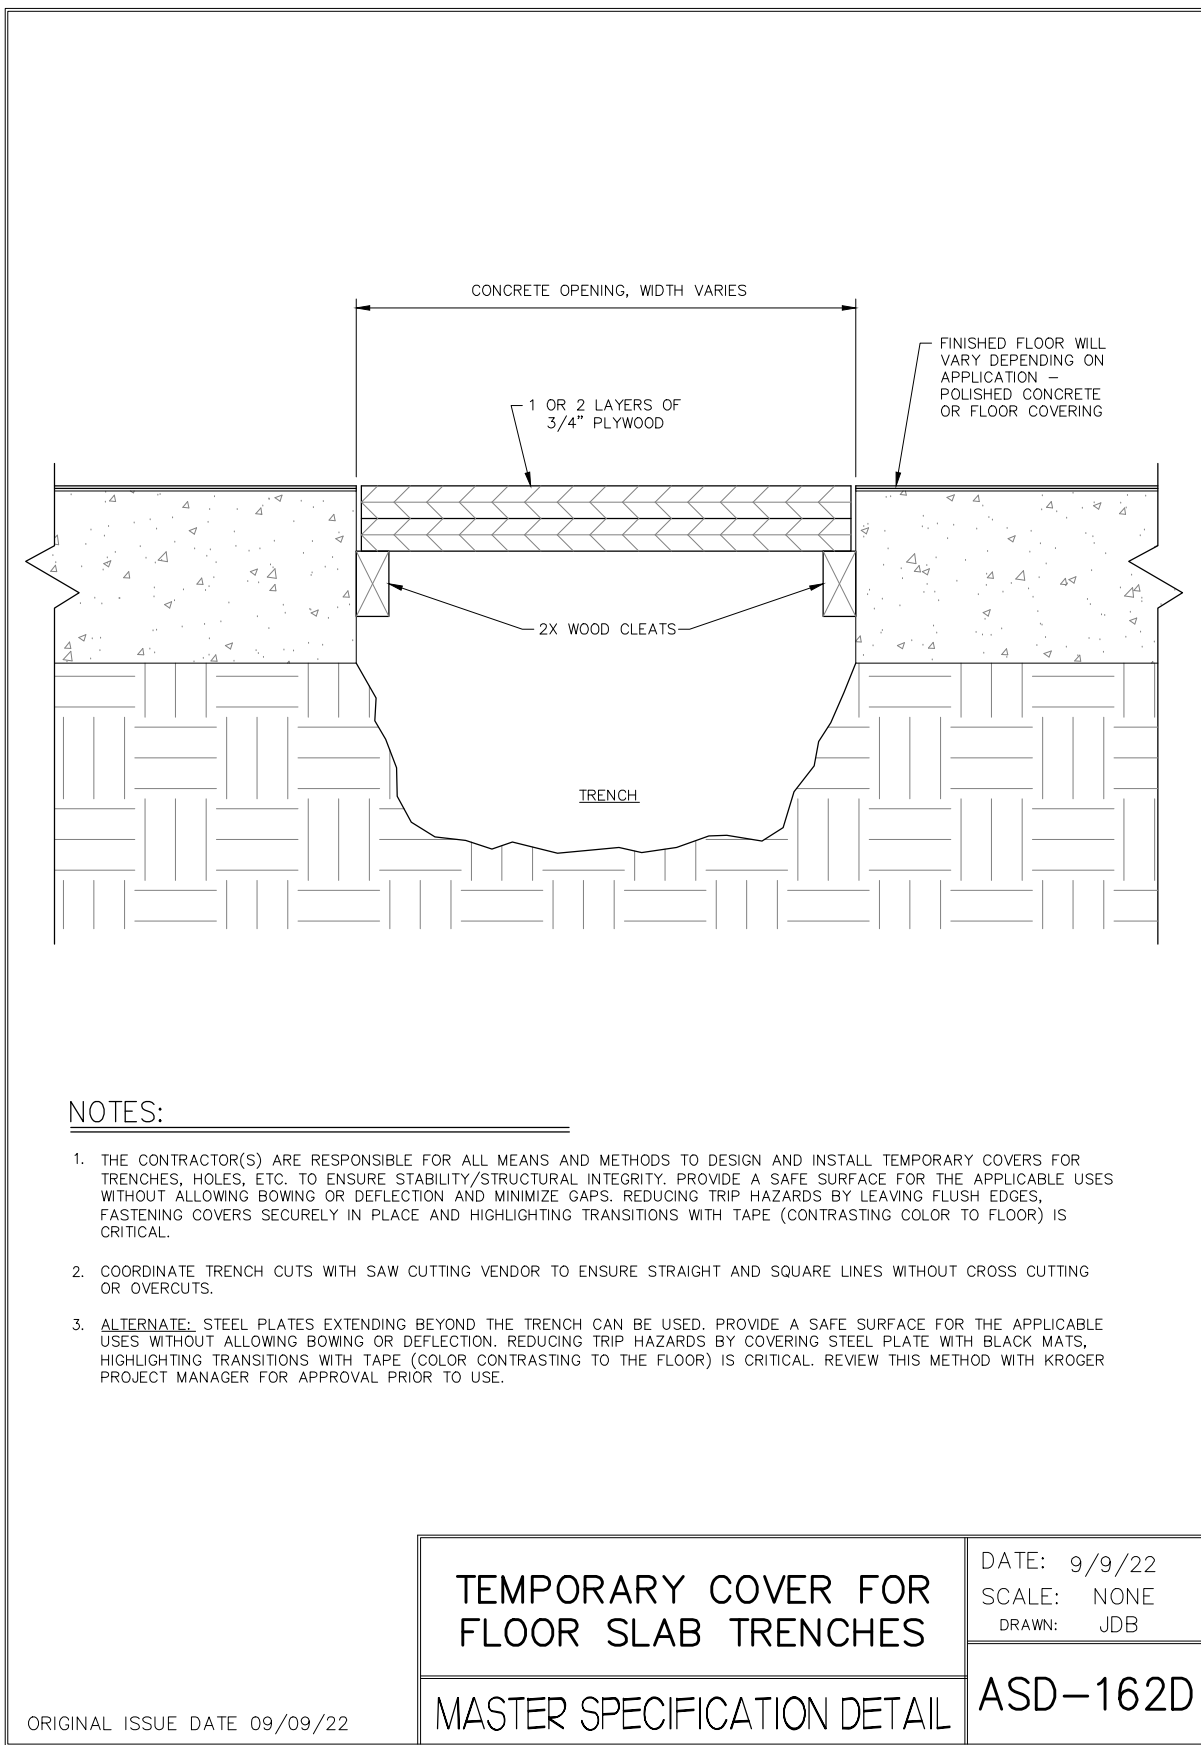 CONCRETE OPENING, WIDTH VARIES
FINISHED FLOOR WILL
VARY DEPENDING ON
APPLICATION –
POLISHED CONCRETE
OR FLOOR COVERING
1 OR 2 LAYERS OF
3/4" PLYWOOD
2X WOOD CLEATS
TRENCH
NOTES:
1. THE CONTRACTOR(S) ARE RESPONSIBLE FOR ALL MEANS AND METHODS TO DESIGN AND INSTALL TEMPORARY COVERS FOR
TRENCHES, HOLES, ETC. TO ENSURE STABILITY/STRUCTURAL INTEGRITY. PROVIDE A SAFE SURFACE FOR THE APPLICABLE USES
WITHOUT ALLOWING BOWING OR DEFLECTION AND MINIMIZE GAPS. REDUCING TRIP HAZARDS BY LEAVING FLUSH EDGES,
FASTENING COVERS SECURELY IN PLACE AND HIGHLIGHTING TRANSITIONS WITH TAPE (CONTRASTING COLOR TO FLOOR) IS
CRITICAL.
2. COORDINATE TRENCH CUTS WITH SAW CUTTING VENDOR TO ENSURE STRAIGHT AND SQUARE LINES WITHOUT CROSS CUTTING
OR OVERCUTS.
3. ALTERNATE: STEEL PLATES EXTENDING BEYOND THE TRENCH CAN BE USED. PROVIDE A SAFE SURFACE FOR THE APPLICABLE
USES WITHOUT ALLOWING BOWING OR DEFLECTION. REDUCING TRIP HAZARDS BY COVERING STEEL PLATE WITH BLACK MATS,
HIGHLIGHTING TRANSITIONS WITH TAPE (COLOR CONTRASTING TO THE FLOOR) IS CRITICAL. REVIEW THIS METHOD WITH KROGER
PROJECT MANAGER FOR APPROVAL PRIOR TO USE.
TEMPORARY COVER FOR
FLOOR SLAB TRENCHES
MASTER SPECIFICATION DETAIL
DATE: 9/9/22
SCALE: NONE
DRAWN: JDB
ASD–162D
ORIGINAL ISSUE DATE 09/09/22